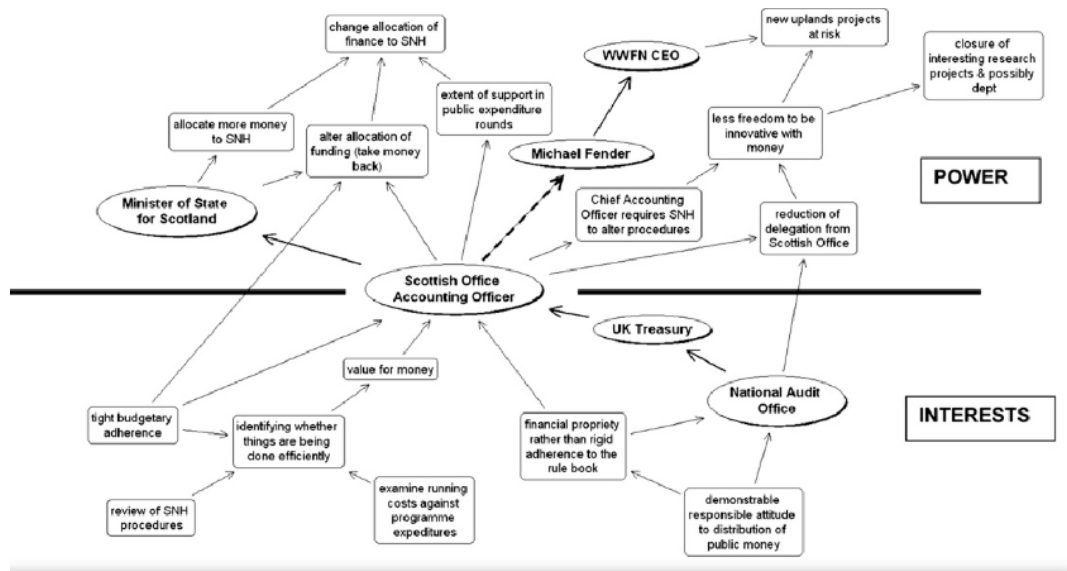 change allocation of
finance to SNH
new uplands projects
at risk
WWFN CEO
closure of
interesting research
projects & possibly
dept
extent of support in
public expenditure
rounds
allocate more money
to SNH
alter allocation of
funding (take money
back)
less freedom to be
innovative with
money
Michael Fender
POWER
Minister of State
for Scotland
Chief Accounting
Officer requires SNH
to alter procedures
reduction of
delegation from
Scottish Office
Scottish Office
Accounting Officer
UK Treasury
value for money
National Audit
Office
INTERESTS
tight budgetary
adherence
identifying whether
things are being
done efficiently
financial propriety
rather than rigid
adherence to the
rule book
review of SNH
procedures
examine running
costs against
programme
expeditures
demonstrable
responsible attitude
to distribution of
public money